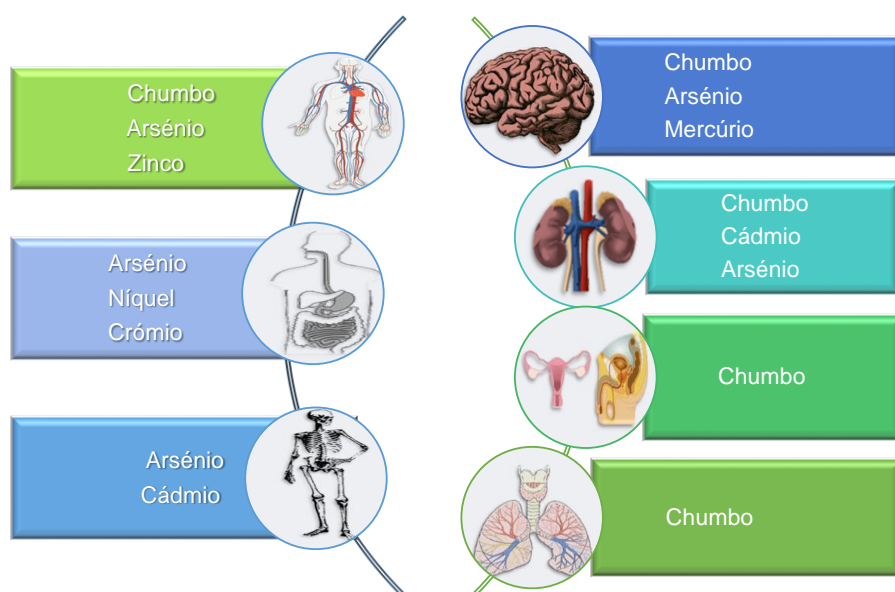 Chumbo
Arsénio
Zinco
Arsénio
Níquel
Crómio
Arsénio
Cádmio
Chumbo
Arsénio
Mercúrio
Chumbo
Cádmio
Arsénio
Chumbo
Chumbo